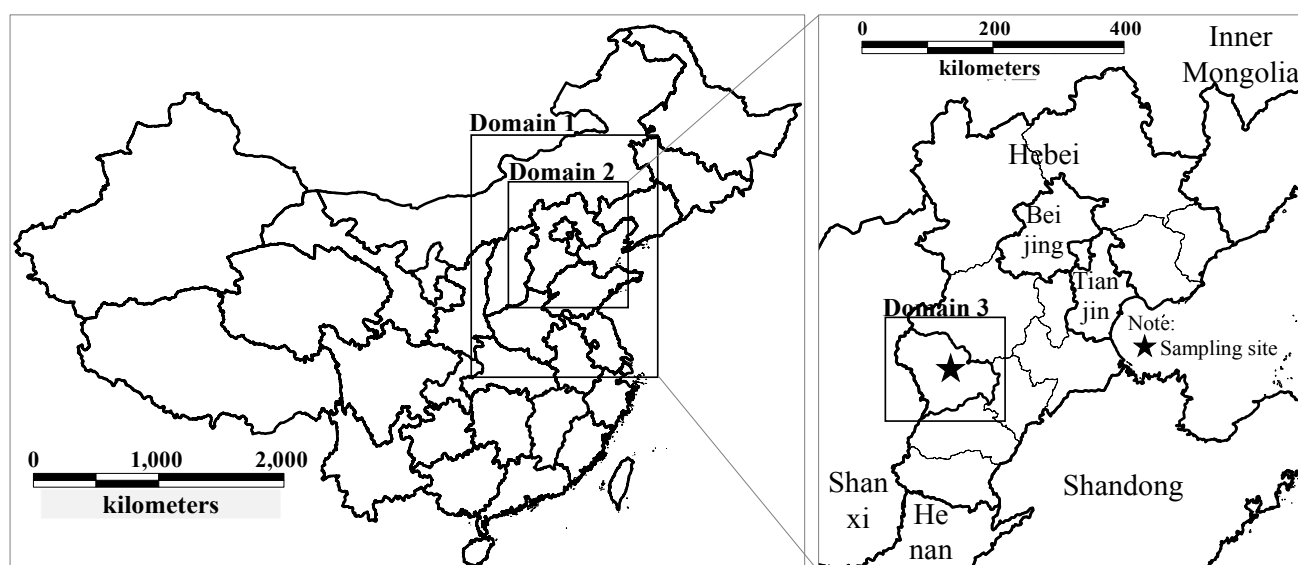 Domain 1
Domain 2
0 1,000 2,000
kilometers
0 200 400
kilometers
Inner
Mongolia
Hebei
Bei
jing
Tian
jin
Domain 3
Note:
★ Sampling site
Shan
xi
He
nan
Shandong